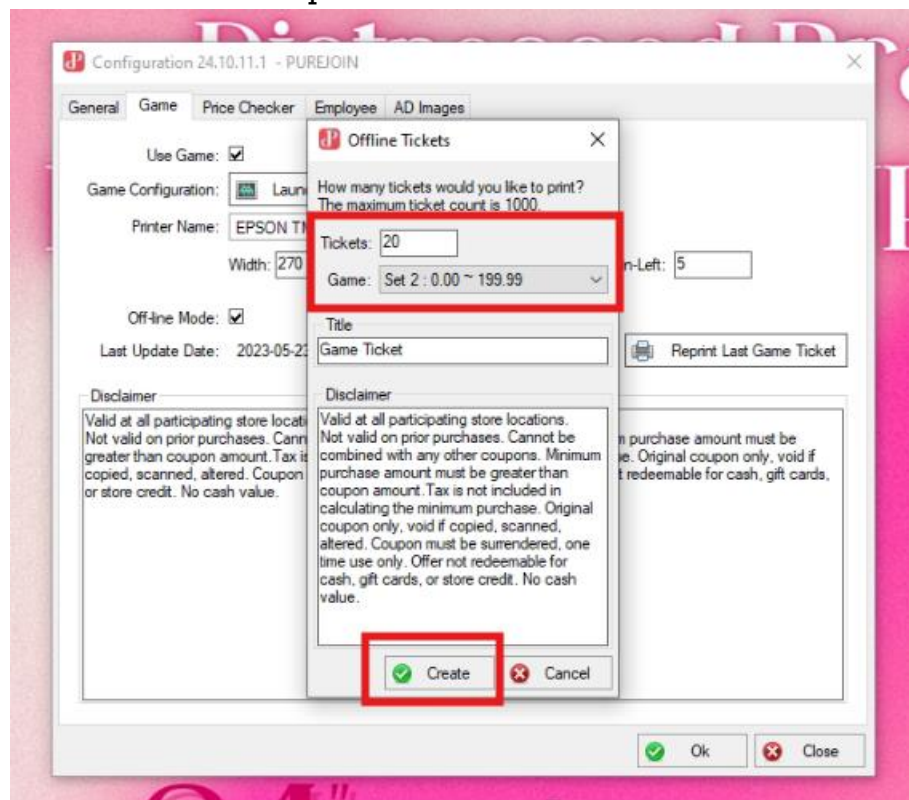 Configuration 24.10.11.1 - PUREJOIN
General Game Price Checker Employee AD Images
Use Game:
Game Configuration:
Printer Name: EPSON
Width: 270
n-Left: 5
Off-line Mode:
Last Update Date: 2023-05-23
Reprint Last Game Ticket
Disclaimer
Valid at all participating store
Not valid on prior purchases.
greater than coupon amount.Tax is
copied, scanned, altered. Coupon
or store credit. No cash value.
purchase amount must be
Original coupon only, void if
t redeemable for cash, gift cards,
Offline Tickets
How many tickets would you like to print?
The maximum ticket count is 1000.
Tickets: 20
Game: Set 2 : 0.00 ~ 199.99
Title
Game Ticket
Disclaimer
Valid at all participating store locations.
Not valid on prior purchases. Cannot be
combined with any other coupons. Minimum
purchase amount must be greater than
coupon amount.Tax is not included in
calculating the minimum purchase. Original
coupon only, void if copied, scanned,
altered. Coupon must be surrendered, one
time use only. Offer not redeemable for
cash, gift cards, or store credit. No cash
value.
Create Cancel
Ok Close